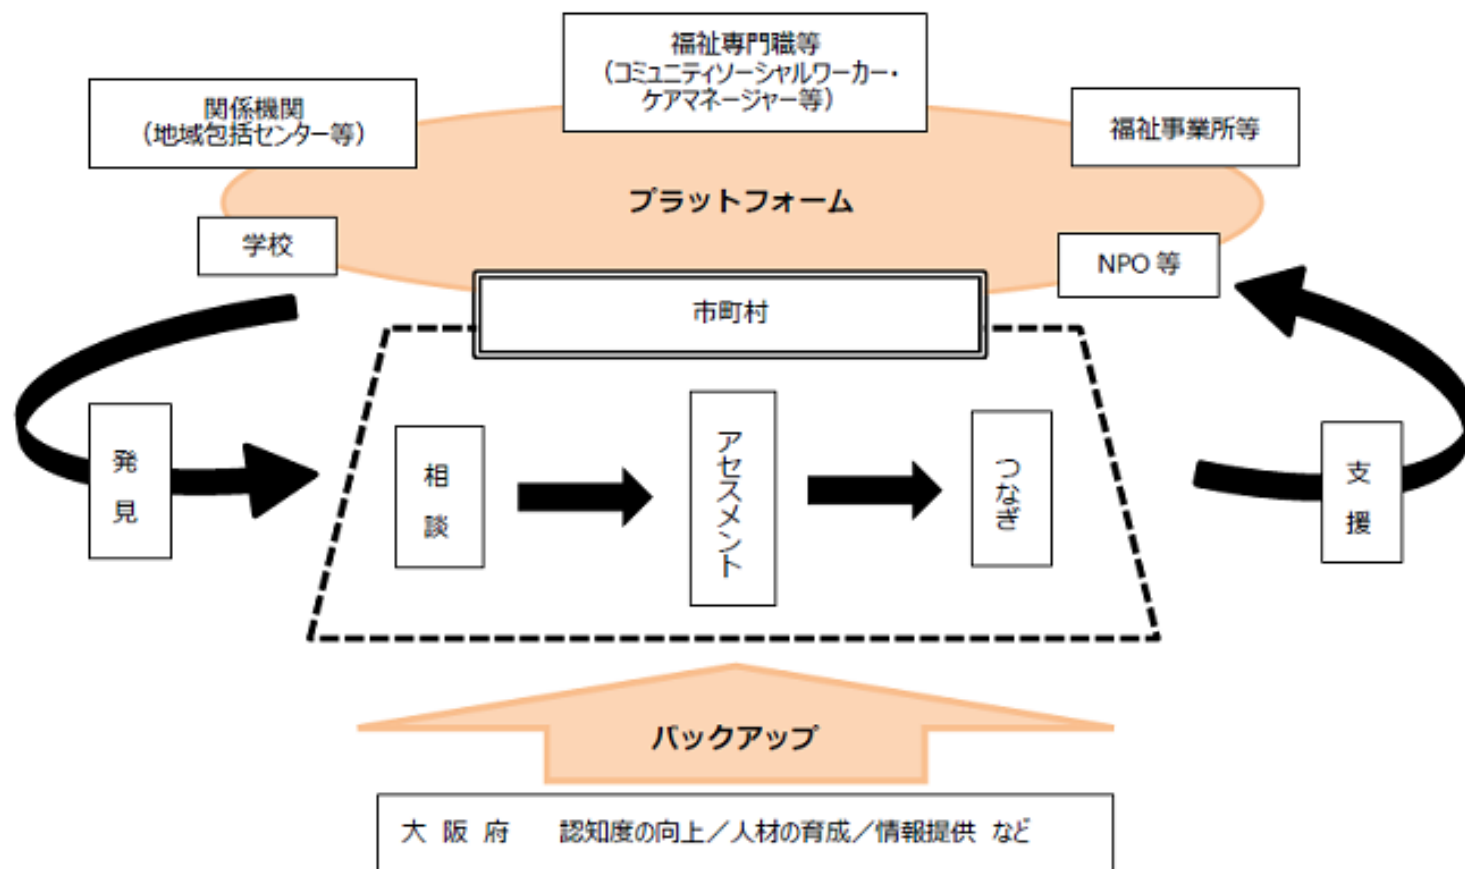 福祉専門職等
（コミュニティソーシャルワーカー・
ケアマネージャー等）
関係機関
（地域包括センター等）
福祉事業所等
プラットフォーム
学校
NPO 等
市町村
発見
相談
アセスメント
つなぎ
支援
バックアップ
大 阪 府　　認知度の向上／人材の育成／情報提供 など